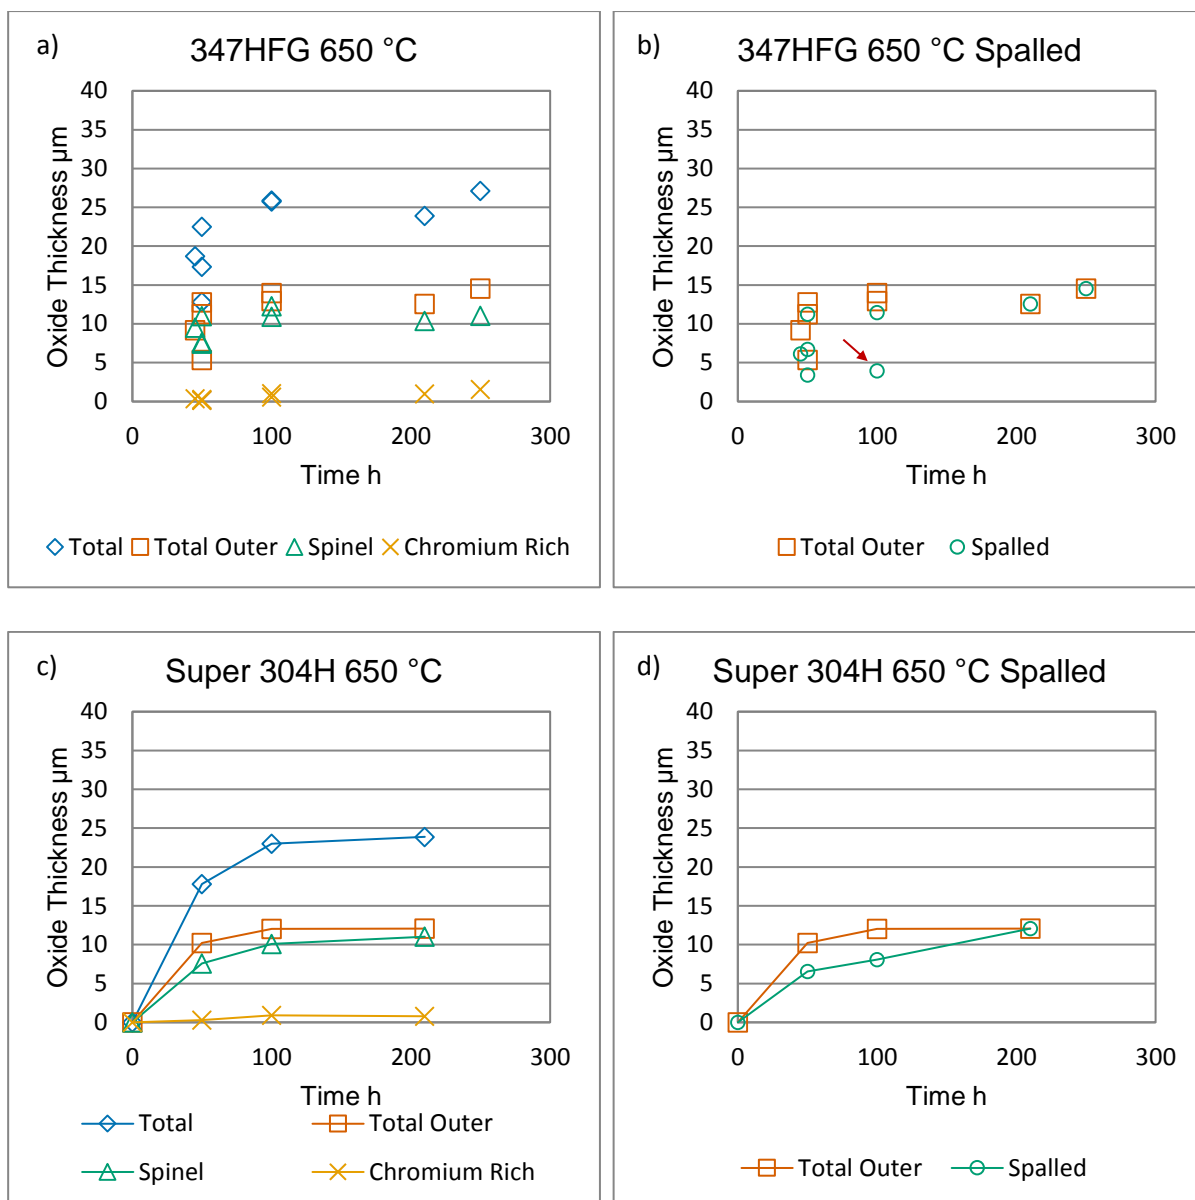 a)
347HFG 650 °C
40
35
30
25
20
15
10
5
0
Oxide Thickness µm
0 100 200 300
Time h
Total Total Outer Spinel Chromium Rich
b)
347HFG 650 °C Spalled
40
35
30
25
20
15
10
5
0
Oxide Thickness µm
0 100 200 300
Time h
Total Outer Spalled
c)
Super 304H 650 °C
40
35
30
25
20
15
10
5
0
Oxide Thickness µm
0 100 200 300
Time h
Total Total Outer
Spinel Chromium Rich
d)
Super 304H 650 °C Spalled
40
35
30
25
20
15
10
5
0
Oxide Thickness µm
0 100 200 300
Time h
Total Outer Spalled